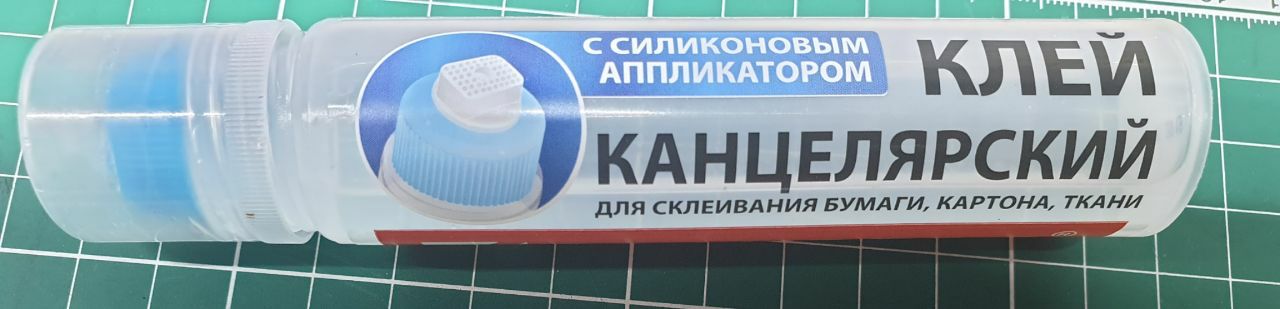 С СИЛИКОНОВЫМ
АППЛИКАТОРОМ
КЛЕЙ
КАНЦЕЛЯРСКИЙ
ДЛЯ СКЛЕИВАНИЯ БУМАГИ, КАРТОНА, ТКАНИ
®